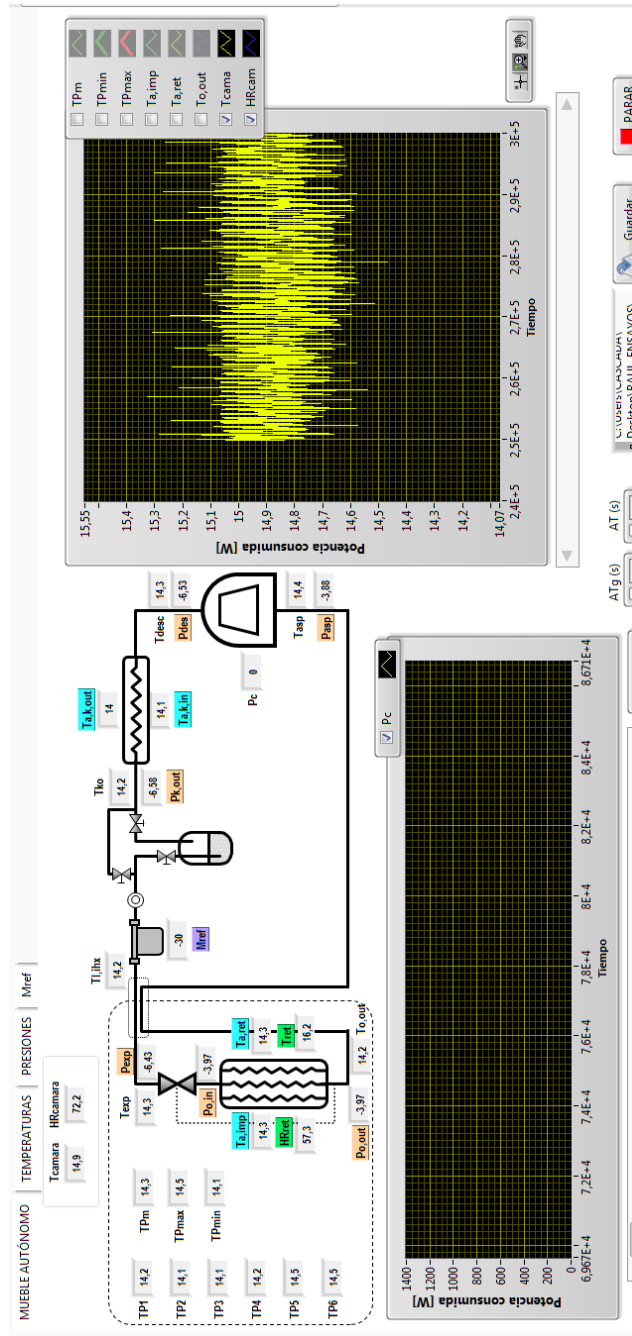 MUEBLE AUTÓNOMO
TEMPERATURAS
PRESIONES
Mref
Tcamara
HRcamara
14,9
72,2
TP1
14,2
TP2
14,1
TP3
14,1
TP4
14,2
TP5
14,5
TP6
14,5
TPm
14,3
TPmax
14,5
TPmin
14,1
Texp
Pexp
14,3
-6,43
Po,in
-3,97
Ta,imp
14,3
HRret
57,3
Ta,ret
14,3
Tret
16,2
Po,out
-3,97
To,out
14,2
Tl,ihx
14,2
-30
Mref
Tko
14,2
-6,58
Pk,out
Ta,k,out
14
14,1
Ta,k,in
Tdesc
14,3
Pdes
-6,53
Pc
0
Tasp
14,4
Pasp
-3,88
TPm
TPmin
TPmax
Ta,imp
Ta,ret
To,out
Tcama
HRcam
Potencia consumida [W]
15,55
15,4
15,3
15,2
15,1
15
14,9
14,8
14,7
14,6
14,5
14,4
14,3
14,2
14,07
2,4E+5
2,5E+5
2,6E+5
2,7E+5
2,8E+5
2,9E+5
3E+5
Tiempo
Pc
Potencia consumida [W]
1400
1200
1000
800
600
400
200
0
6,967E+4
7,2E+4
7,4E+4
7,6E+4
7,8E+4
8E+4
8,2E+4
8,4E+4
8,671E+4
Tiempo
ATg (s)
AT (s)
C:\Users\CASCADA\
Desktop\RAUL_ENSAYOS\
Guardar
PARAR